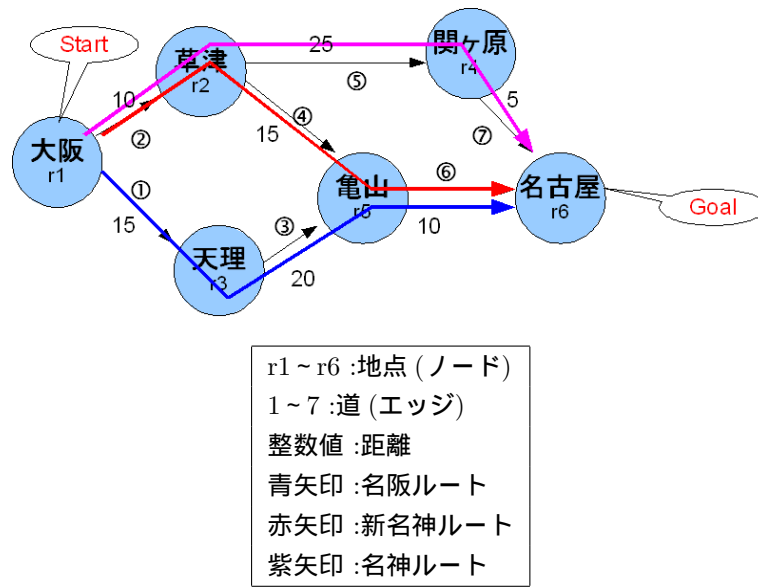 Start
草津
r2
25
関ヶ原
r4
⑤
10
②
④
15
5
⑦
大阪
r1
①
15
亀山
r5
⑥
10
名古屋
r6
Goal
③
天理
r3
20
r1~r6 :地点 (ノード)
1~7 :道 (エッジ)
整数値 :距離
青矢印 :名阪ルート
赤矢印 :新名神ルート
紫矢印 :名神ルート